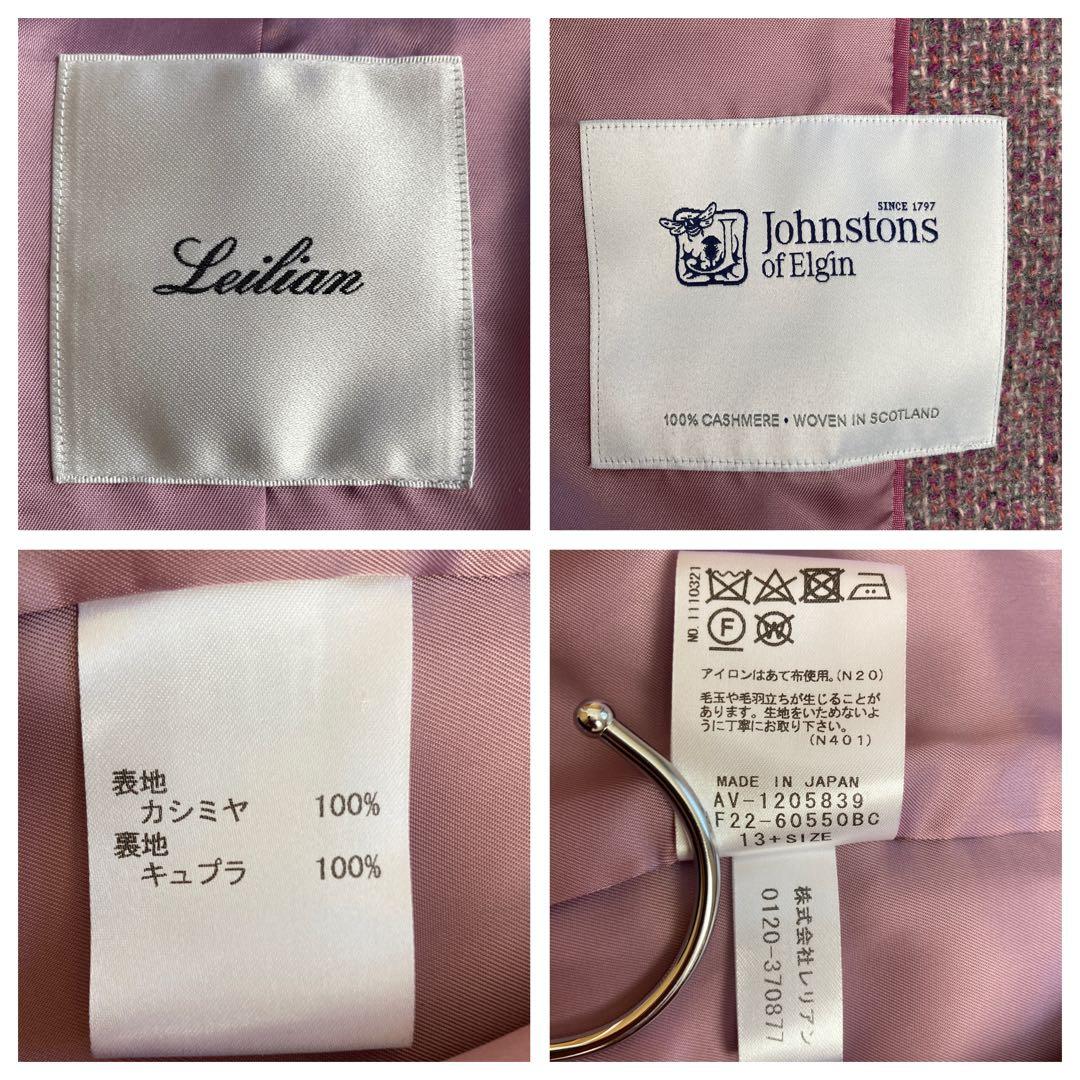 Leilian
SINCE 1797
Johnstons
of Elgin
100% CASHMERE • WOVEN IN SCOTLAND
表地
カシミヤ 100%
裏地
キュプラ 100%
NO.1110321
F
W
アイロンはあて布使用。(N20)
毛玉や毛羽立ちが生じることが
あります。生地をいためないよ
うに丁寧にお取り下さい。
(N401)
MADE IN JAPAN
AV-1205839
F22-60550BC
13+SIZE
株式会社レリアン
0120-370877